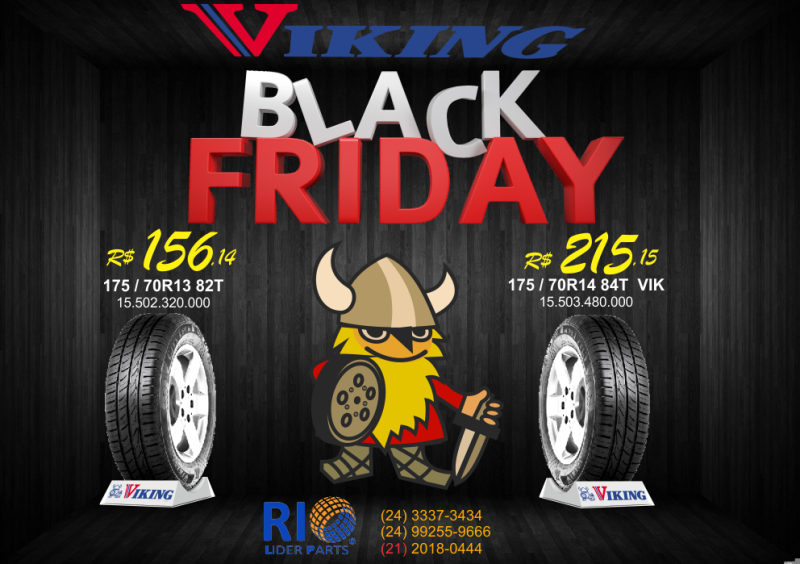 VIKING
BLACK
FRIDAY
R$ 156,14
175 / 70R13 82T
15.502.320.000
R$ 215,15
175 / 70R14 84T VIK
15.503.480.000
VIKING
VIKING
RIO
LIDER PARTS
(24) 3337-3434
(24) 99255-9666
(21) 2018-0444